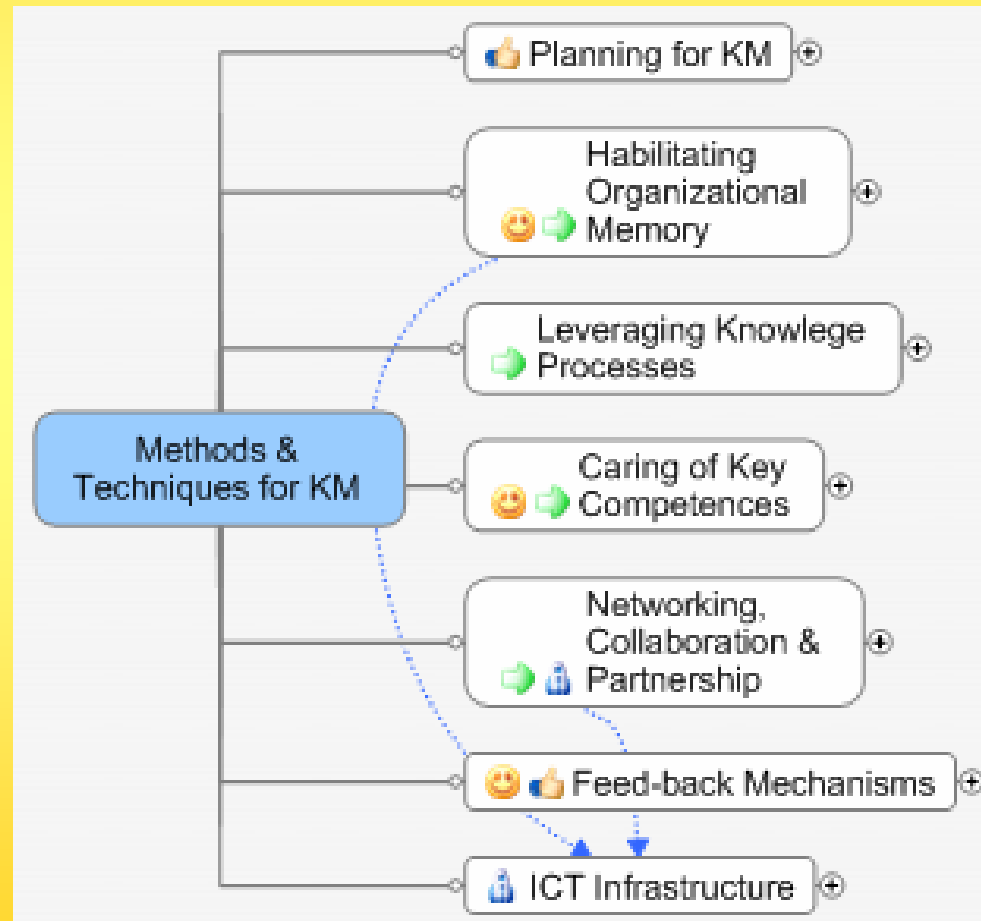 Planning for KM
Habilitating
Organizational
Memory
Leveraging Knowlege
Processes
Methods &
Techniques for KM
Caring of Key
Competences
Networking,
Collaboration &
Partnership
Feed-back Mechanisms
ICT Infrastructure